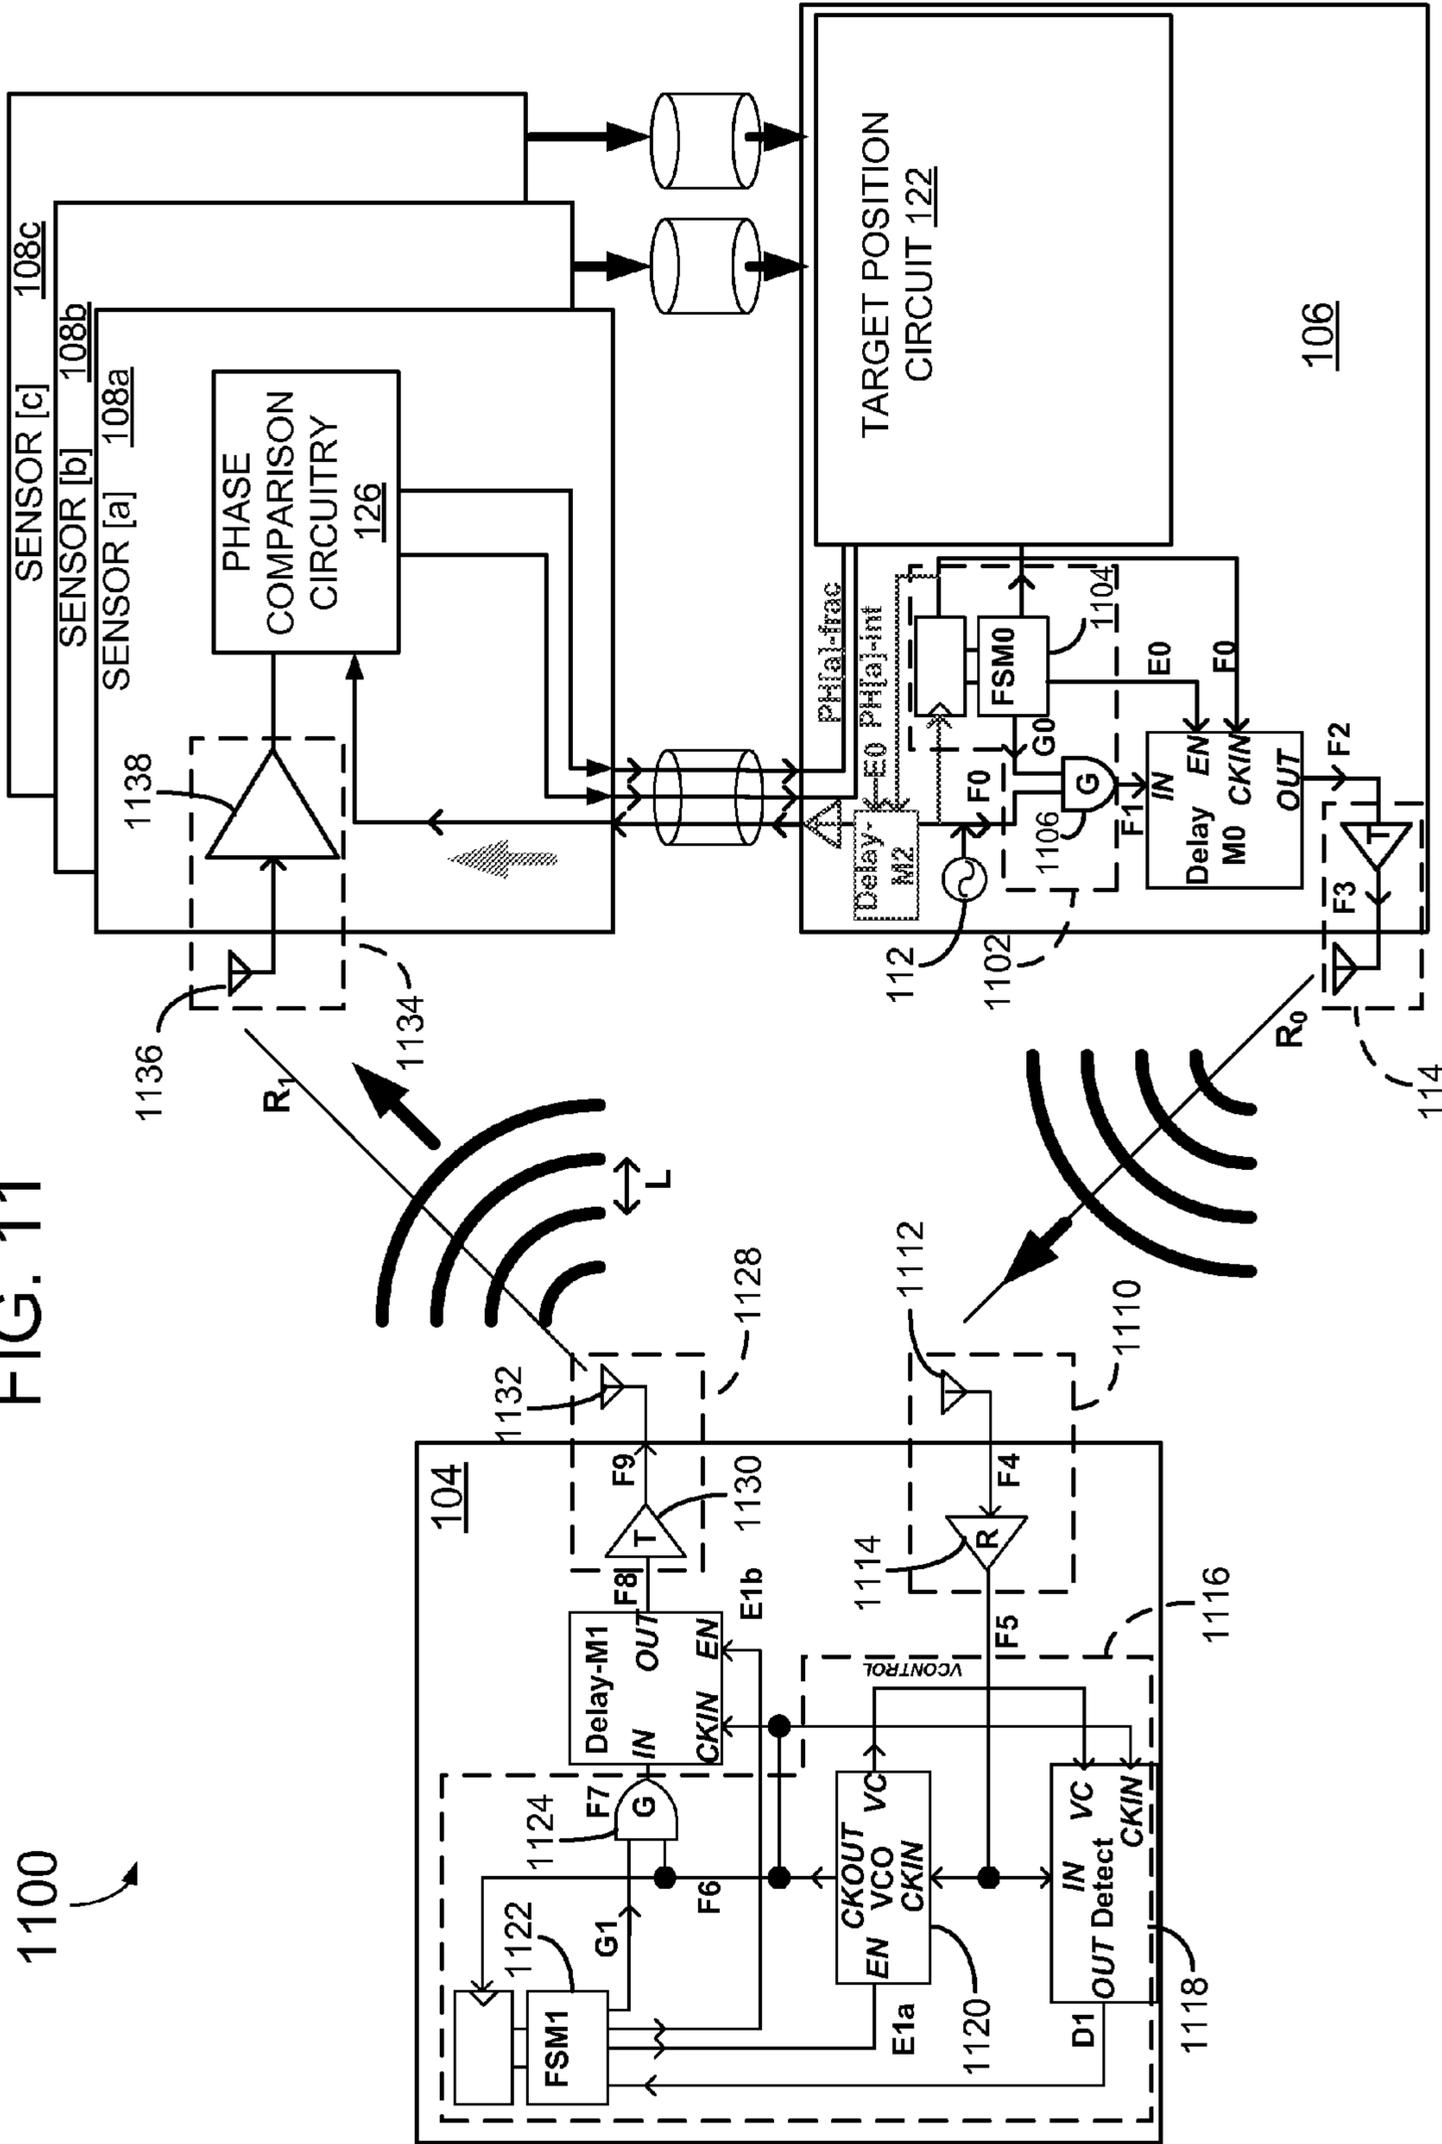 FIG. 11
1100
SENSOR [c] 108c
SENSOR [b] 108b
SENSOR [a] 108a
1138
PHASE
COMPARISON
CIRCUITRY
126
1136
1134
R1
L
1132
1128
104
F9
1130
T
F8
E1b
Delay-M1
OUT
EN
IN
CKIN
F7
G
1124
1122
G1
F6
FSM1
VCONTROL
CKOUT
VCO
CKIN
VC
EN
E1a
1120
1112
1110
F4
1114
R
F5
1116
IN
VC
Detect
CKIN
OUT
D1
1118
TARGET POSITION
CIRCUIT 122
106
PH[a]-frac
PH[a]-int
E0
Delay-
M2
F0
FSM0
1104
G0
G
1106
112
1102
F1
E0
F0
IN
EN
Delay
M0
CKIN
OUT
F2
T
F3
R0
114